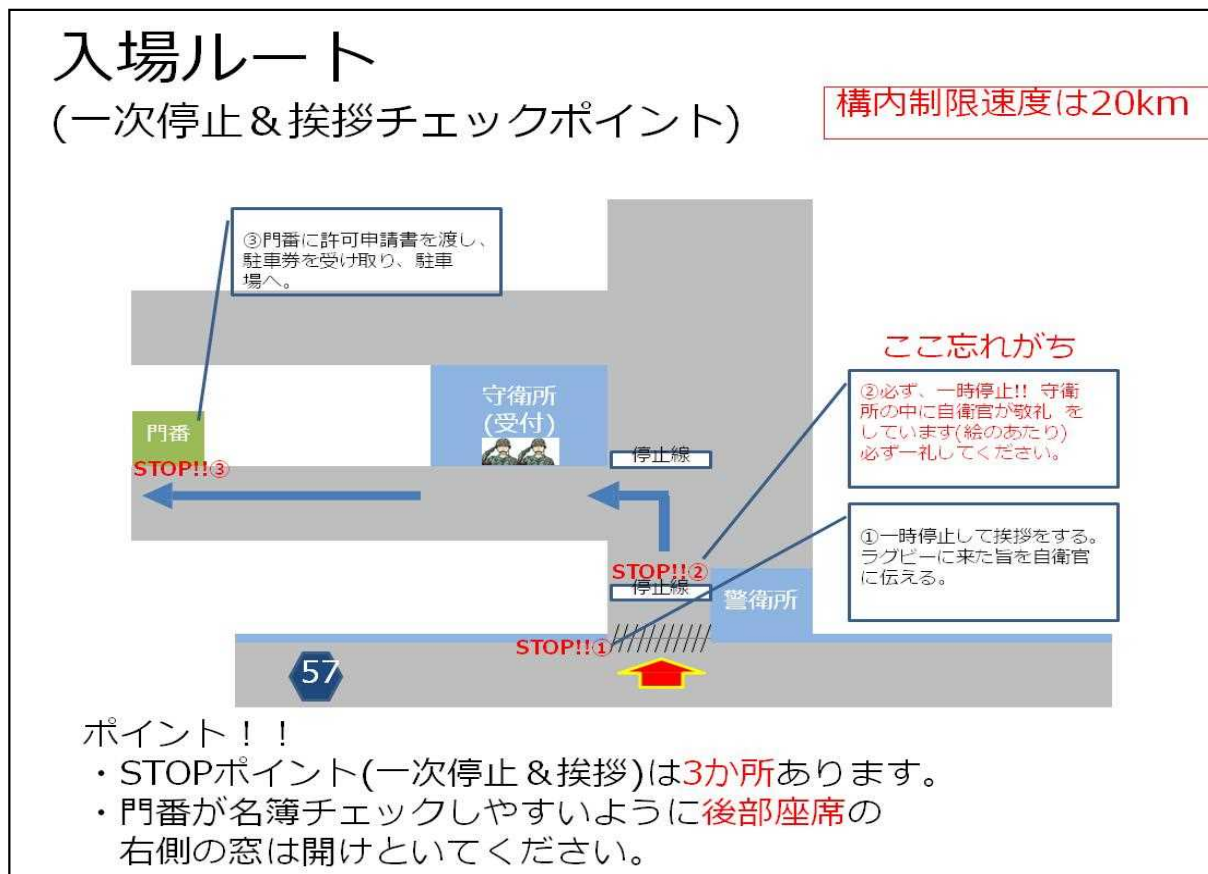 入場ルート
(一次停止&挨拶チェックポイント)
構内制限速度は20km
③門番に許可申請書を渡し、
駐車券を受け取り、駐車
場へ。
ここ忘れがち
②必ず、一時停止!! 守衛
所の中に自衛官が敬礼 を
しています(絵のあたり)
必ず一礼してください。
守衛所
(受付)
門番
STOP!!③
停止線
①一時停止して挨拶をする。
ラグビーに来た旨を自衛官
に伝える。
STOP!!②
停止線
警衛所
STOP!!①
57
ポイント！！
・STOPポイント(一次停止&挨拶)は3か所あります。
・門番が名簿チェックしやすいように後部座席の
右側の窓は開けといてください。